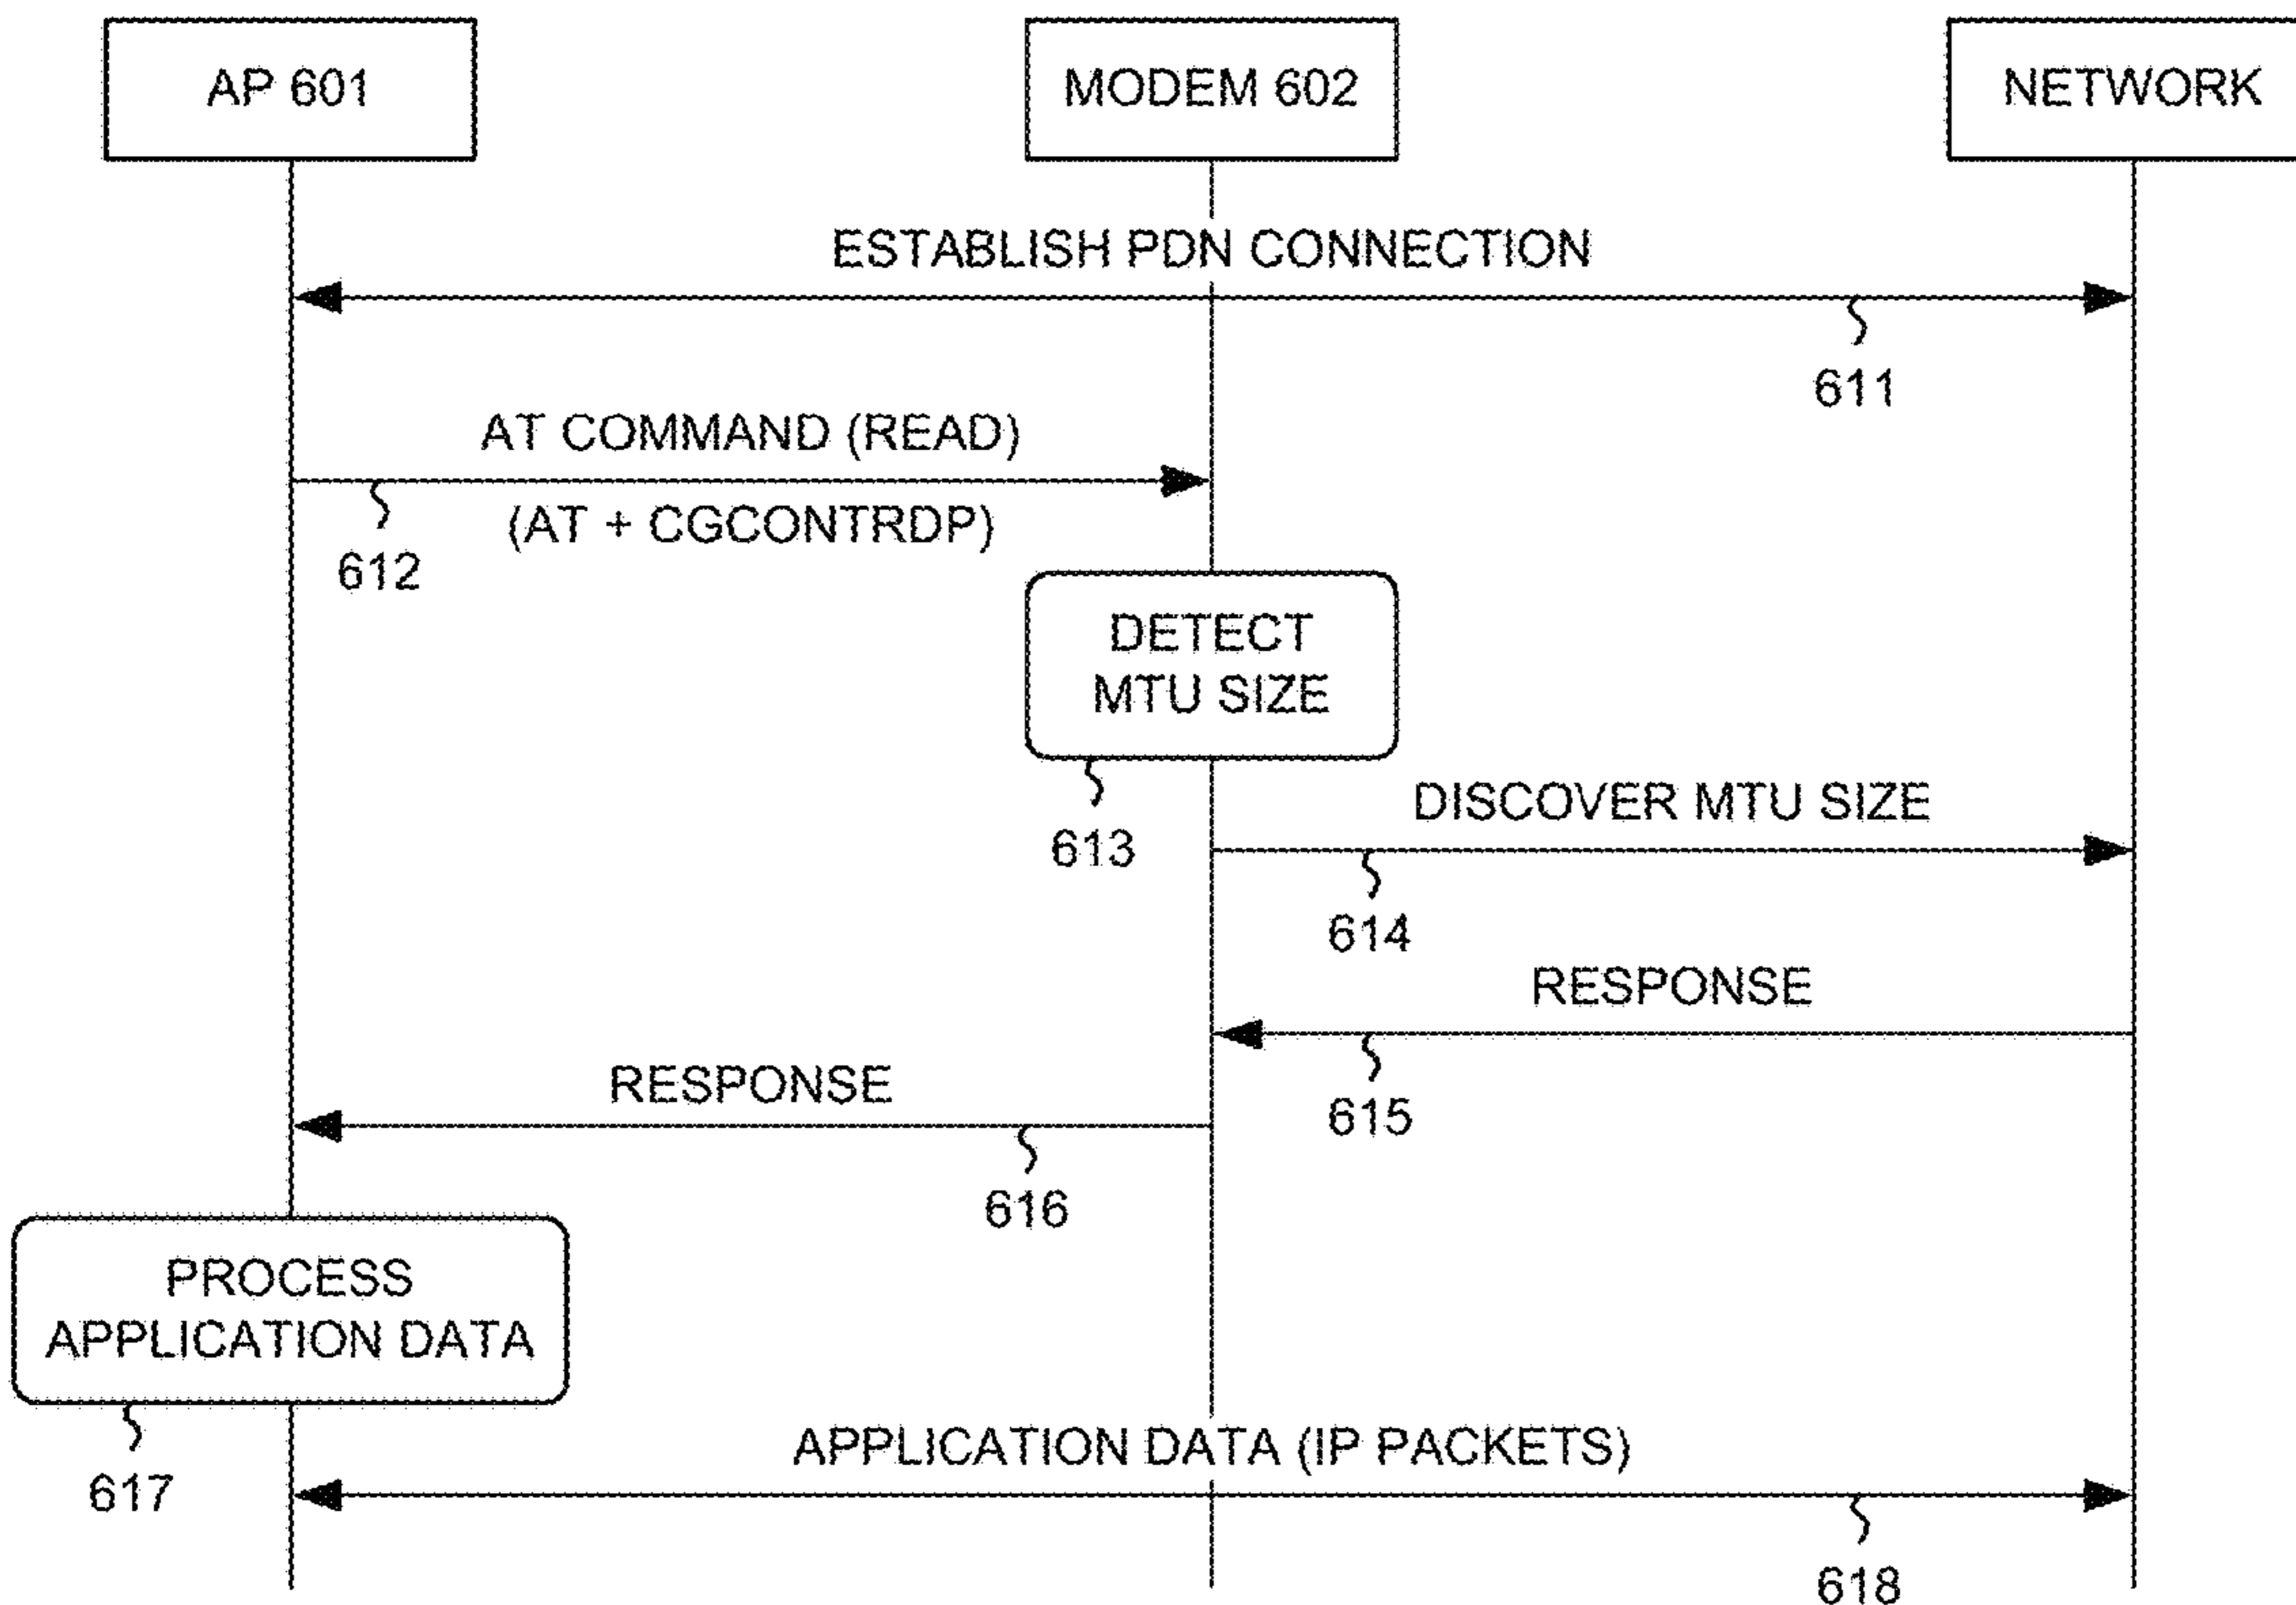 AP 601
MODEM 602
NETWORK
ESTABLISH PDN CONNECTION
611
AT COMMAND (READ)
(AT + CGCONTRDP)
612
DETECT
MTU SIZE
613
DISCOVER MTU SIZE
614
RESPONSE
615
RESPONSE
616
PROCESS
APPLICATION DATA
617
APPLICATION DATA (IP PACKETS)
618